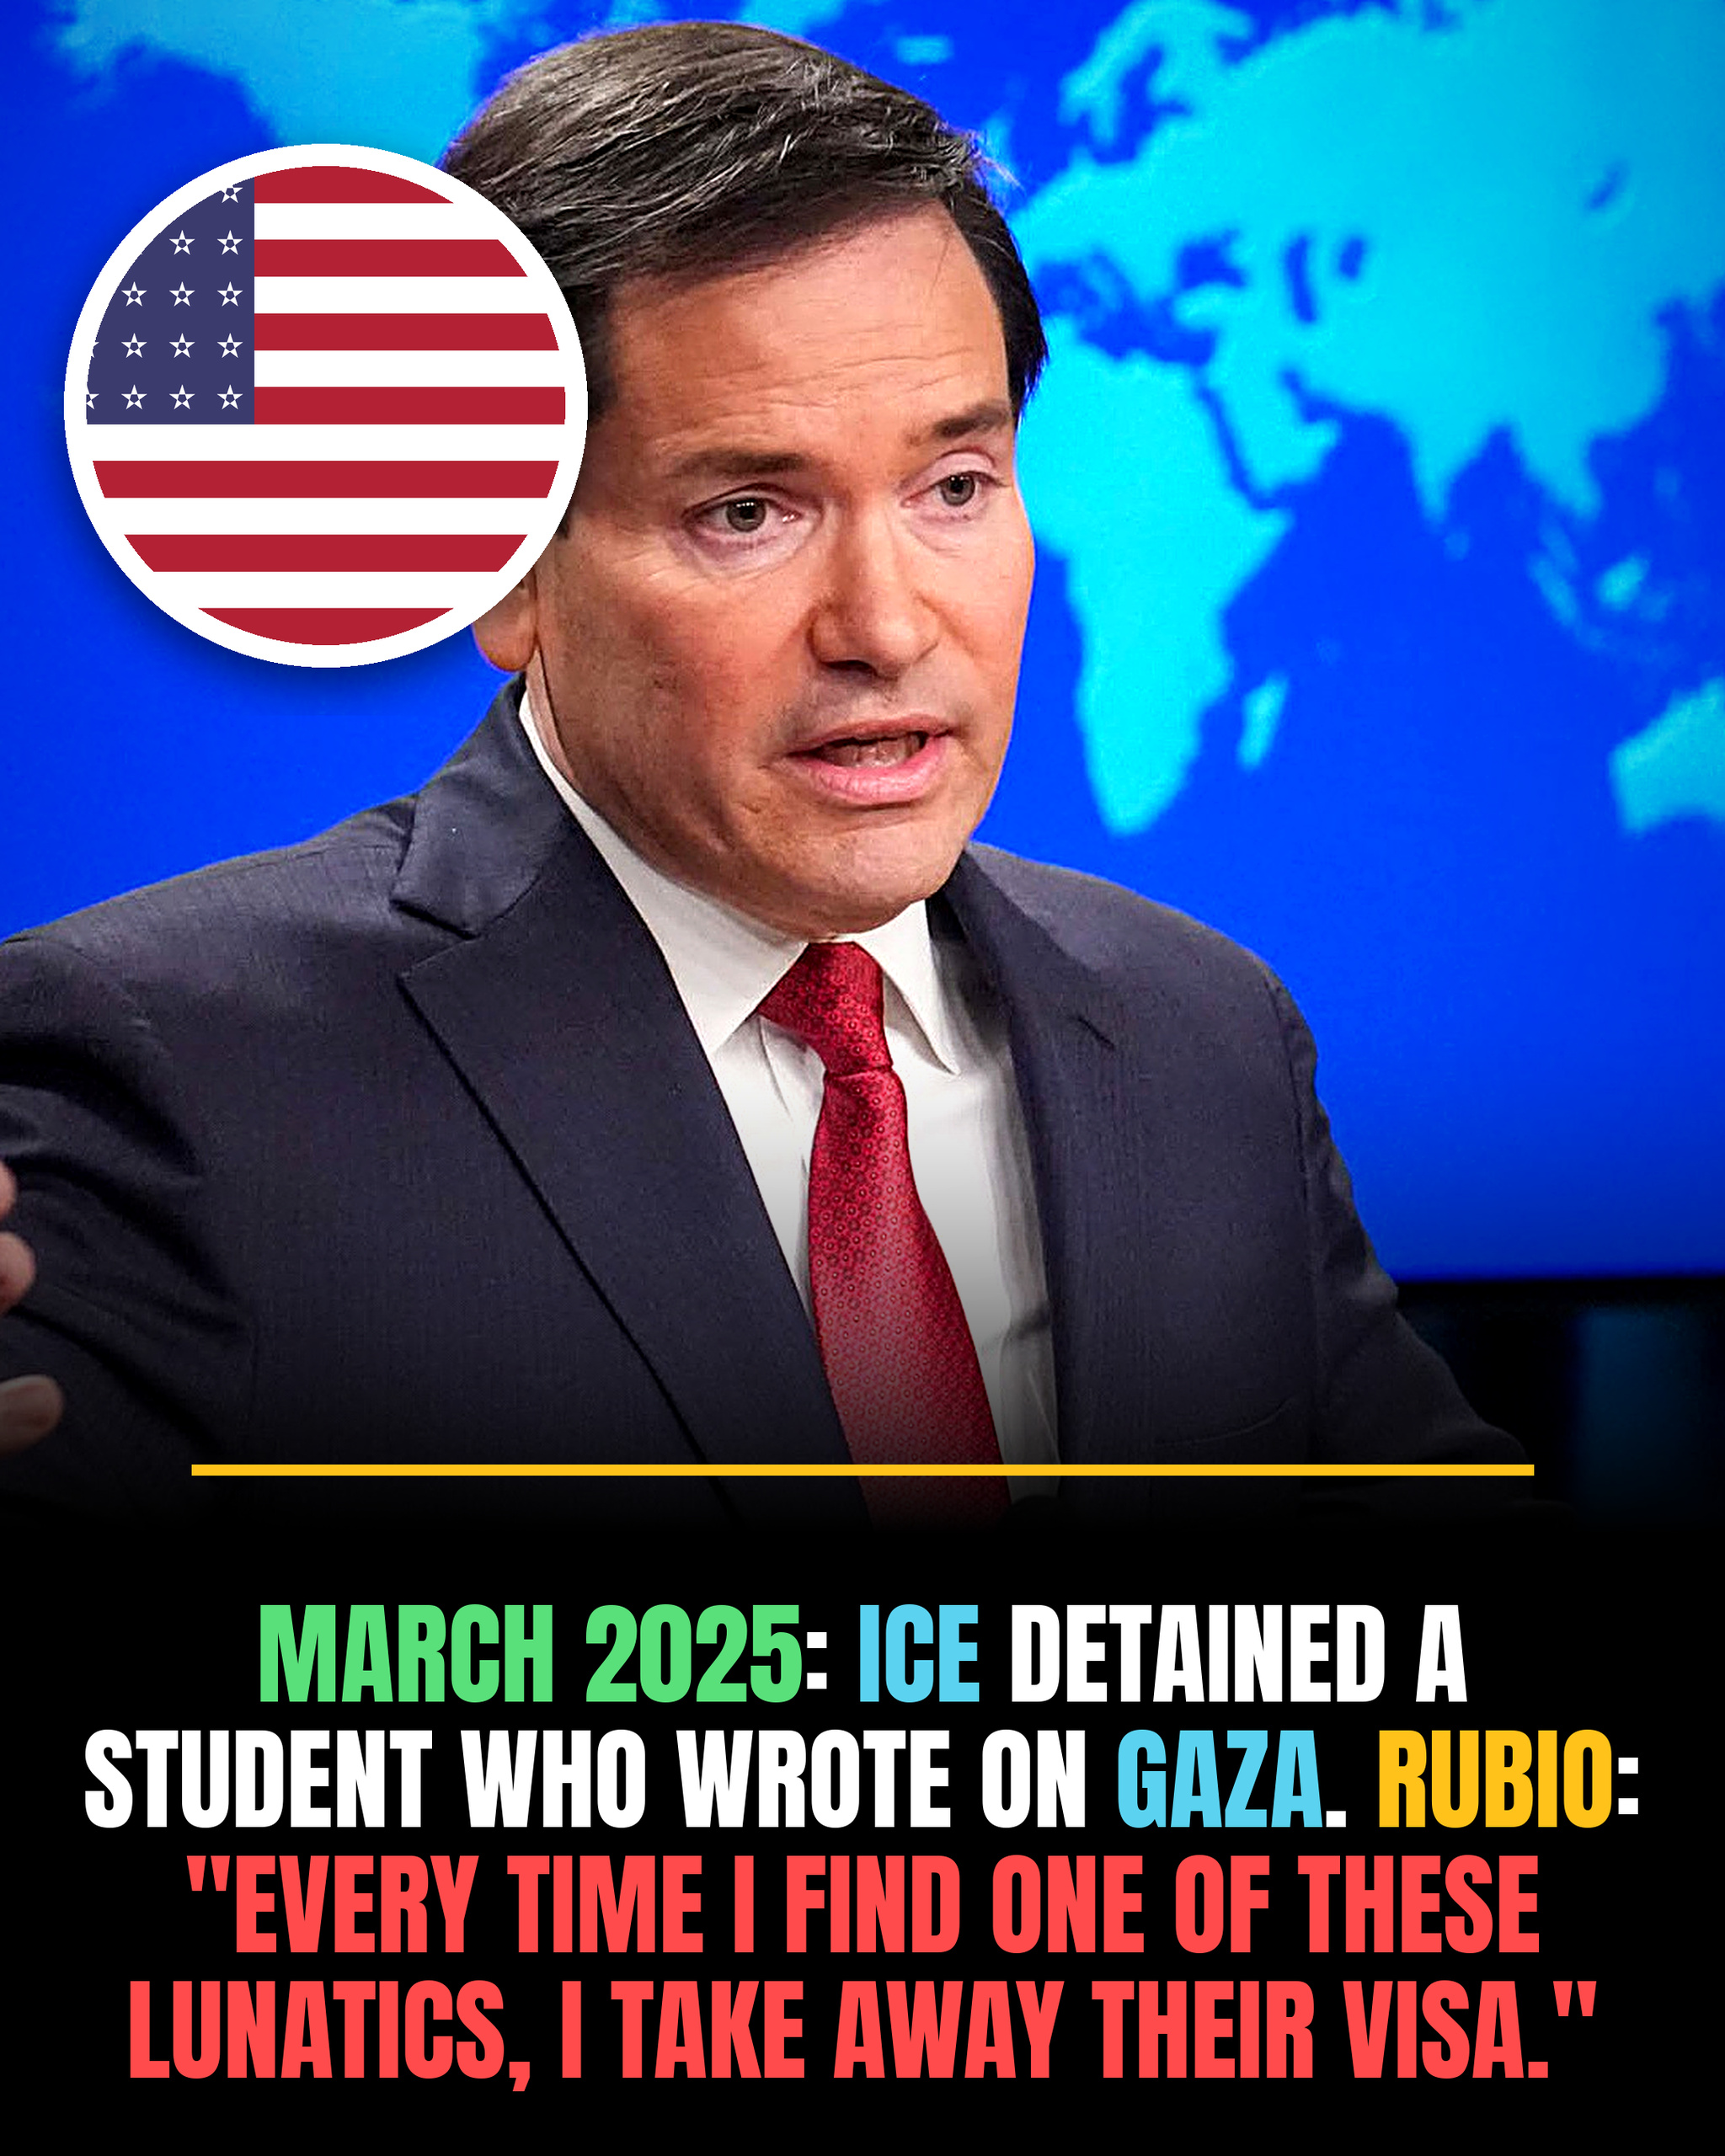 MARCH 2025: ICE DETAINED A
STUDENT WHO WROTE ON GAZA. RUBIO:
"EVERY TIME I FIND ONE OF THESE
LUNATICS, I TAKE AWAY THEIR VISA."